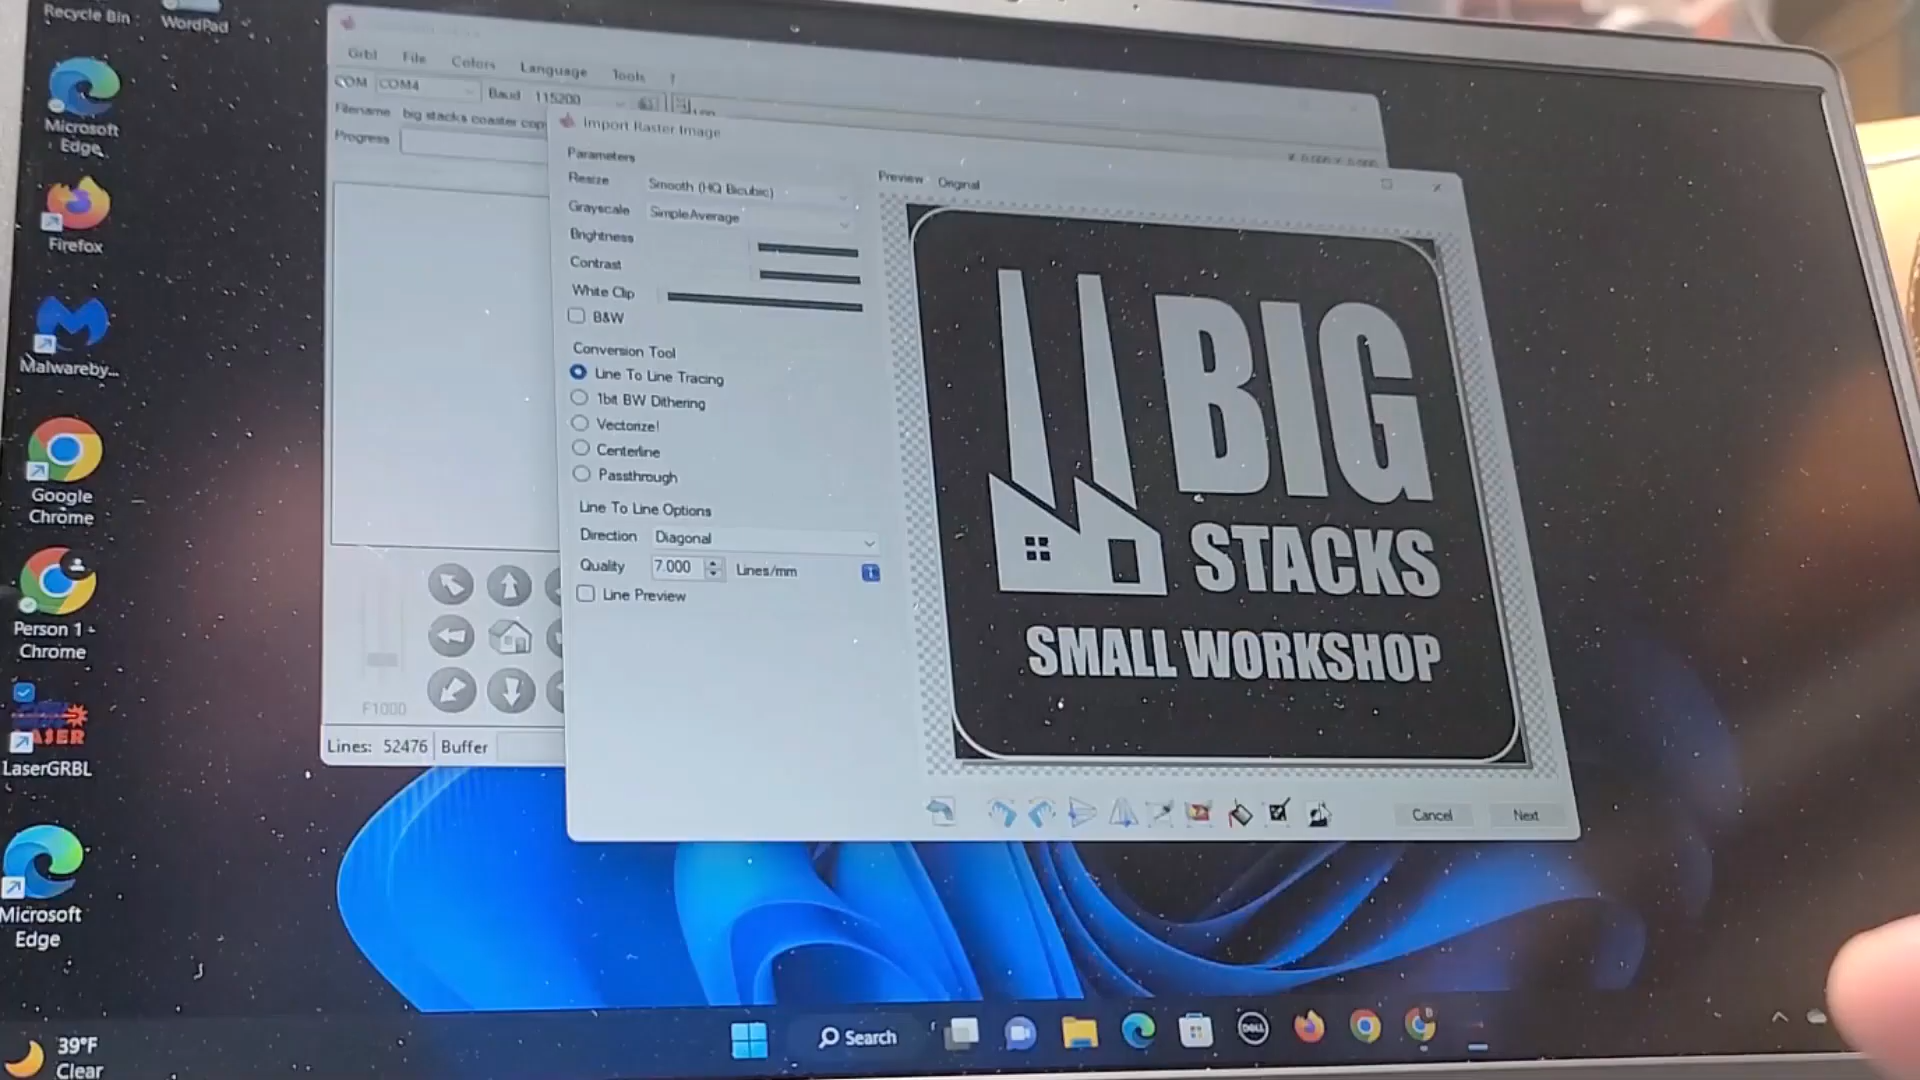 Recycle Bin
WordPad
Microsoft
Edge
Firefox
Malwareby...
Google
Chrome
Person 1 -
Chrome
LASER
LaserGRBL
Microsoft
Edge
Grbl File Colors Language Tools ?
COM COM4 Baud 115200
Filename big stacks coaster cop
Progress
F1000
Lines: 52476 Buffer
Import Raster Image
Parameters
Resize Smooth (HQ Bicubic)
Grayscale SimpleAverage
Brightness
Contrast
White Clip
B&W
Conversion Tool
Line To Line Tracing
1bit BW Dithering
Vectorize!
Centerline
Passthrough
Line To Line Options
Direction Diagonal
Quality 7.000 Lines/mm
Line Preview
Preview Original
BIG
STACKS
SMALL WORKSHOP
Cancel Next
Search
DELL
39°F
Clear